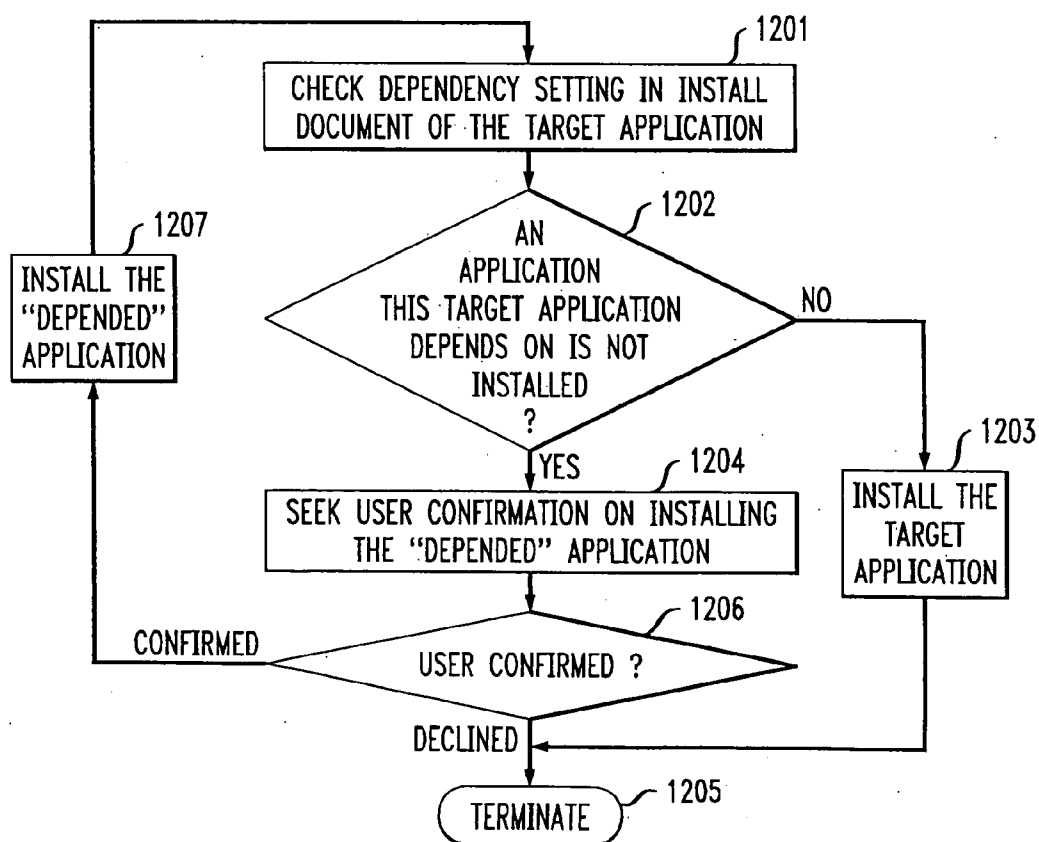 1201
CHECK DEPENDENCY SETTING IN INSTALL
DOCUMENT OF THE TARGET APPLICATION
1202
AN
APPLICATION
THIS TARGET APPLICATION
DEPENDS ON IS NOT
INSTALLED
?
NO
YES
1207
INSTALL THE
“DEPENDED”
APPLICATION
1204
SEEK USER CONFIRMATION ON INSTALLING
THE “DEPENDED” APPLICATION
1203
INSTALL THE
TARGET
APPLICATION
1206
USER CONFIRMED ?
CONFIRMED
DECLINED
1205
TERMINATE